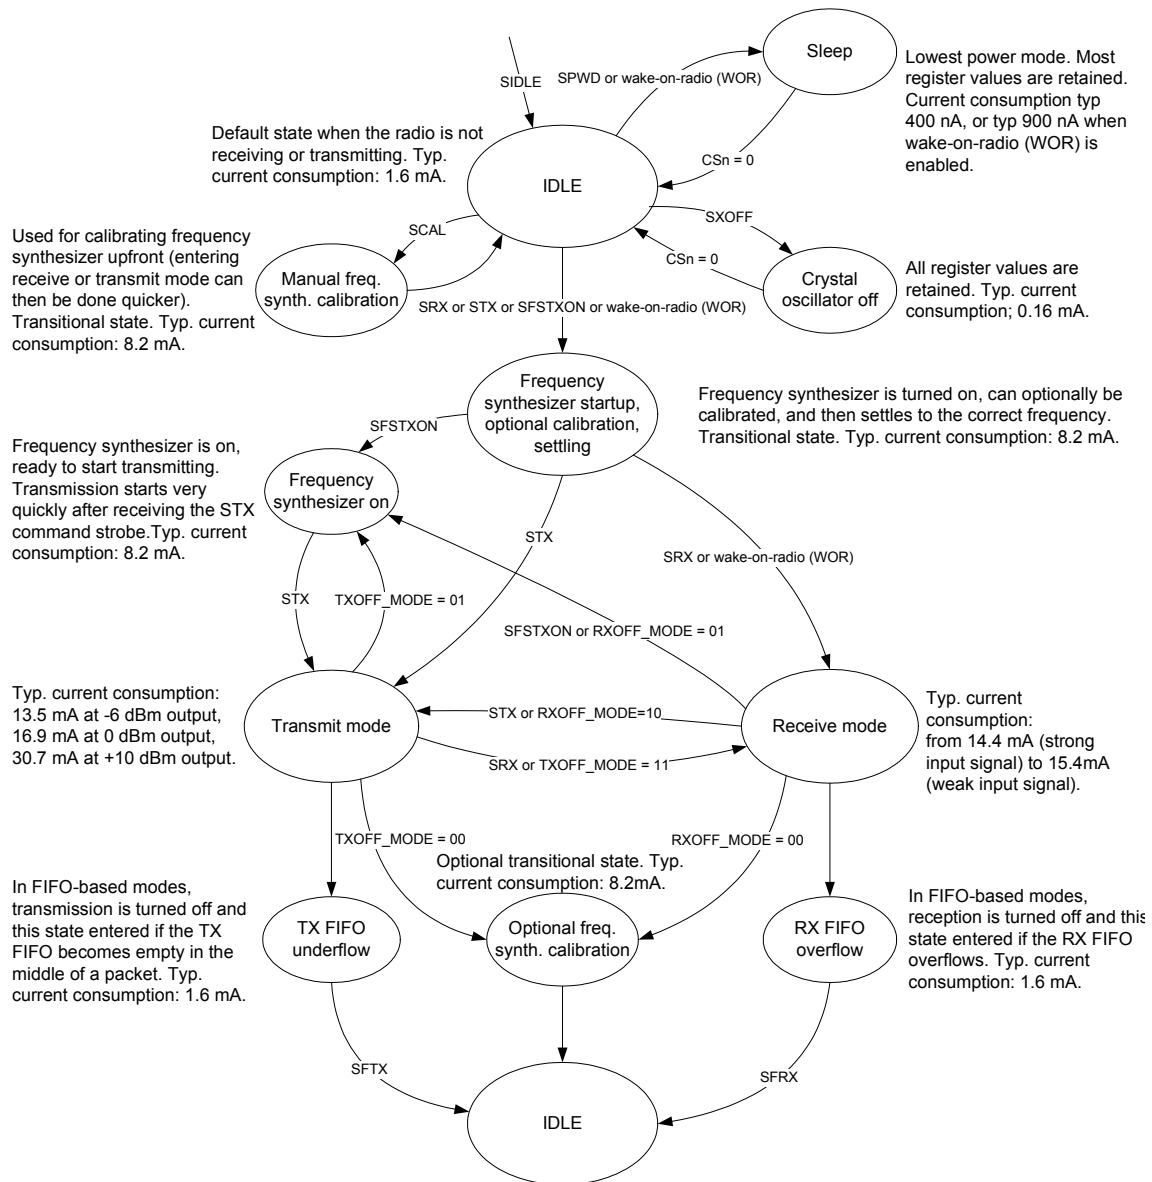 Sleep
Lowest power mode. Most
register values are retained.
Current consumption typ
400 nA, or typ 900 nA when
wake-on-radio (WOR) is
enabled.
SPWD or wake-on-radio (WOR)
SIDLE
Default state when the radio is not
receiving or transmitting. Typ.
current consumption: 1.6 mA.
CSn = 0
IDLE
SXOFF
SCAL
CSn = 0
Used for calibrating frequency
synthesizer upfront (entering
receive or transmit mode can
then be done quicker).
Transitional state. Typ. current
consumption: 8.2 mA.
Manual freq.
synth. calibration
Crystal
oscillator off
All register values are
retained. Typ. current
consumption; 0.16 mA.
SRX or STX or SFSTXON or wake-on-radio (WOR)
Frequency
synthesizer startup,
optional calibration,
settling
Frequency synthesizer is turned on, can optionally be
calibrated, and then settles to the correct frequency.
Transitional state. Typ. current consumption: 8.2 mA.
SFSTXON
Frequency synthesizer is on,
ready to start transmitting.
Transmission starts very
quickly after receiving the STX
command strobe.Typ. current
consumption: 8.2 mA.
Frequency
synthesizer on
STX
SRX or wake-on-radio (WOR)
STX
TXOFF_MODE = 01
SFSTXON or RXOFF_MODE = 01
Typ. current consumption:
13.5 mA at -6 dBm output,
16.9 mA at 0 dBm output,
30.7 mA at +10 dBm output.
Transmit mode
STX or RXOFF_MODE=10
SRX or TXOFF_MODE = 11
Receive mode
Typ. current
consumption:
from 14.4 mA (strong
input signal) to 15.4mA
(weak input signal).
TXOFF_MODE = 00
RXOFF_MODE = 00
Optional transitional state. Typ.
current consumption: 8.2mA.
In FIFO-based modes,
transmission is turned off and
this state entered if the TX
FIFO becomes empty in the
middle of a packet. Typ.
current consumption: 1.6 mA.
TX FIFO
underflow
Optional freq.
synth. calibration
RX FIFO
overflow
In FIFO-based modes,
reception is turned off and this
state entered if the RX FIFO
overflows. Typ. current
consumption: 1.6 mA.
SFTX
SFRX
IDLE